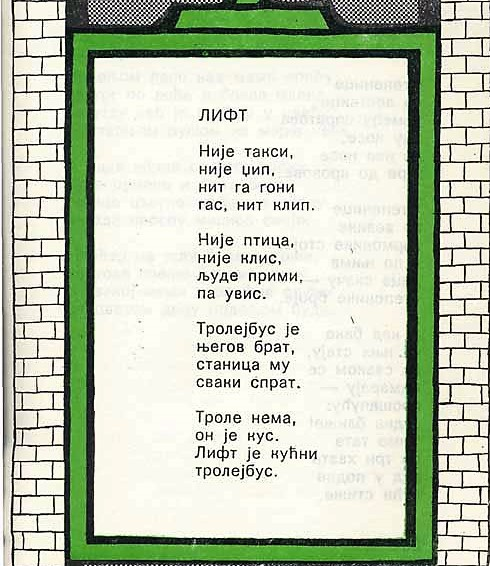 ЛИФТ
Није такси,
није џип,
нит га гони
гас, нит клип.
Није птица,
није клис,
људе прими,
па увис.
Тролејбус је
његов брат,
станица му
сваки спрат.
Троле нема,
он је кус.
Лифт је кућни
тролејбус.